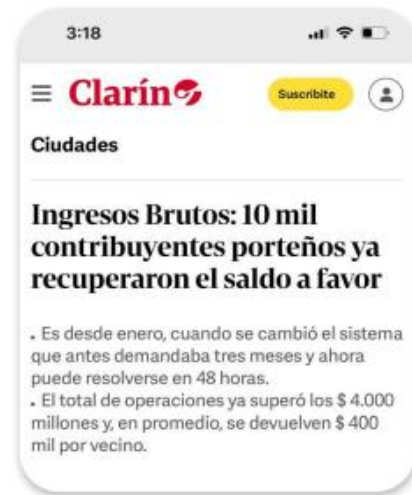 3:18
Clarín
Suscribite
Ciudades
Ingresos Brutos: 10 mil
contribuyentes porteños ya
recuperaron el saldo a favor
• Es desde enero, cuando se cambió el sistema
que antes demandaba tres meses y ahora
puede resolverse en 48 horas.
• El total de operaciones ya superó los $ 4.000
millones y, en promedio, se devuelven $ 400
mil por vecino.